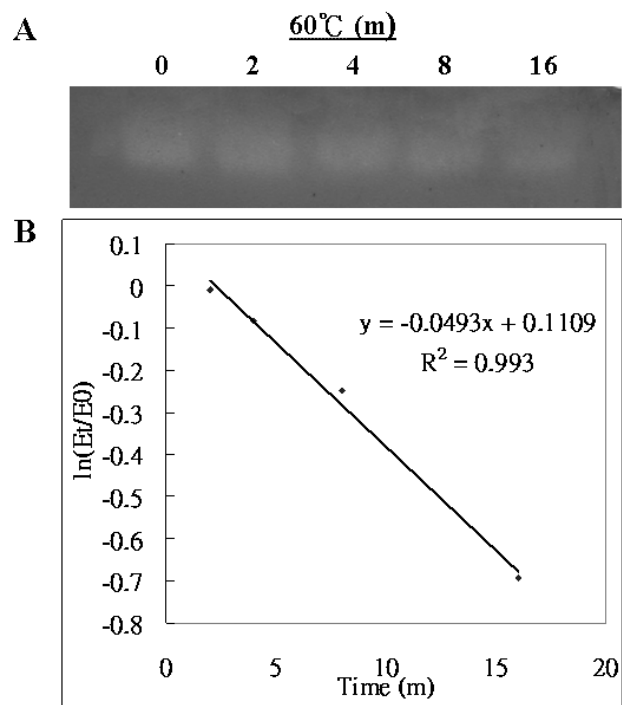 A
60℃ (m)
0 2 4 8 16
B
0.1
0
-0.1
-0.2
-0.3
-0.4
-0.5
-0.6
-0.7
-0.8
ln(Et/E0)
y = -0.0493x + 0.1109
R² = 0.993
0 5 10 15 20
Time (m)